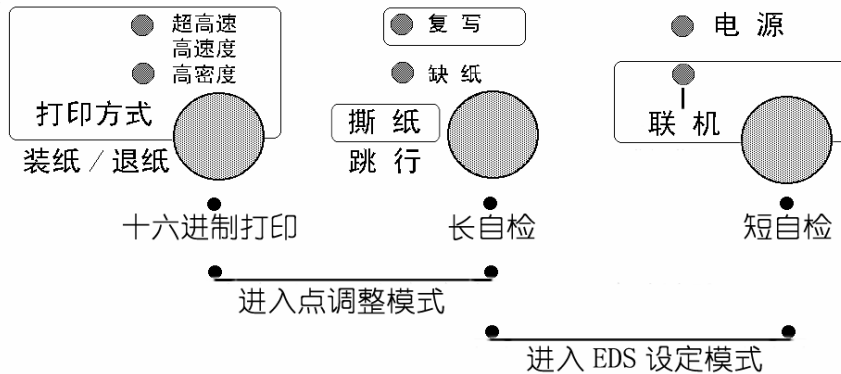 超高速
高速度
高密度
打印方式
装纸／退纸
复 写
缺 纸
撕 纸
跳 行
电 源
联 机
十六进制打印
长自检
短自检
进入点调整模式
进入 EDS 设定模式